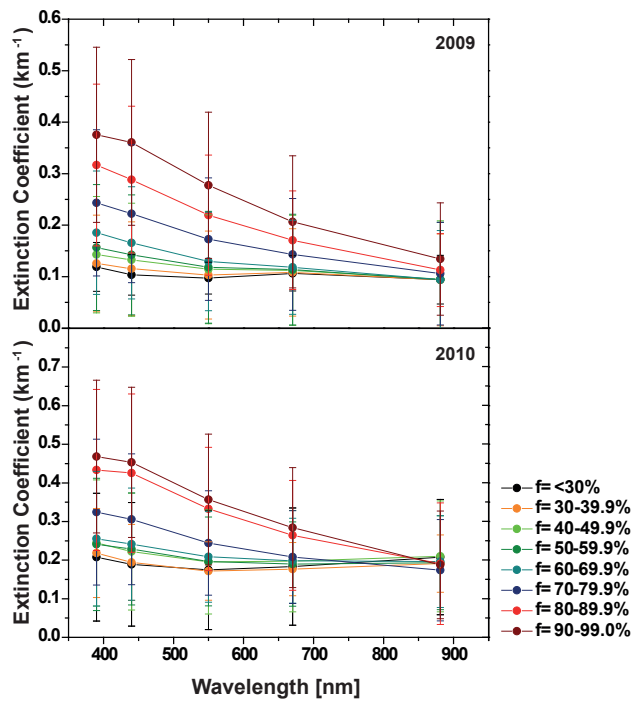 0.6
2009
0.5
0.4
0.3
0.2
0.1
0.0
Extinction Coefficient (km⁻¹)
2010
0.7
0.6
0.5
0.4
0.3
0.2
0.1
0.0
Extinction Coefficient (km⁻¹)
400 500 600 700 800 900
Wavelength [nm]
f= <30%
f= 30-39.9%
f= 40-49.9%
f= 50-59.9%
f= 60-69.9%
f= 70-79.9%
f= 80-89.9%
f= 90-99.0%